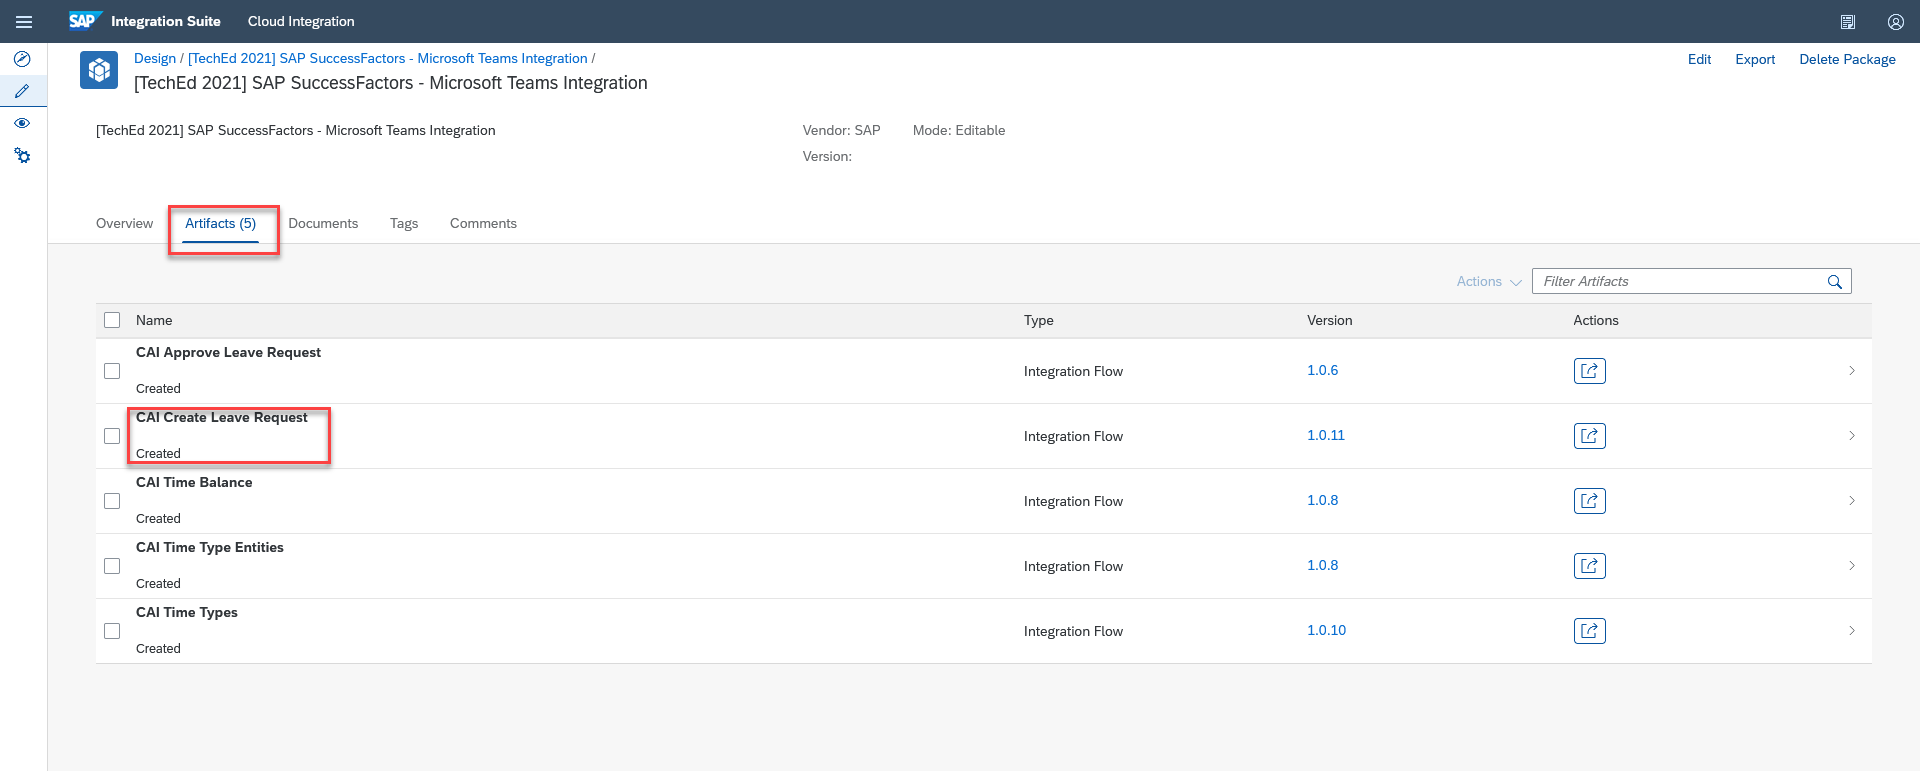 SAP Integration Suite Cloud Integration
Design / [TechEd 2021] SAP SuccessFactors - Microsoft Teams Integration /
Edit Export Delete Package
[TechEd 2021] SAP SuccessFactors - Microsoft Teams Integration
[TechEd 2021] SAP SuccessFactors - Microsoft Teams Integration
Vendor: SAP Mode: Editable
Version:
Overview Artifacts (5) Documents Tags Comments
Actions Filter Artifacts
Name Type Version Actions
CAI Approve Leave Request
Integration Flow 1.0.6
Created
CAI Create Leave Request
Integration Flow 1.0.11
Created
CAI Time Balance
Integration Flow 1.0.8
Created
CAI Time Type Entities
Integration Flow 1.0.8
Created
CAI Time Types
Integration Flow 1.0.10
Created